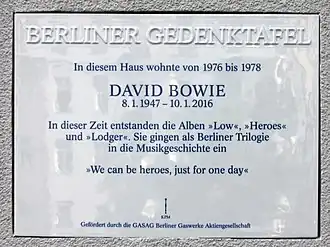 BERLINER GEDENKTAFEL
In diesem Haus wohnte von 1976 bis 1978
DAVID BOWIE
8. 1. 1947 – 10. 1. 2016
In dieser Zeit entstanden die Alben »Low«, »Heroes«
und »Lodger«. Sie gingen als Berliner Trilogie
in die Musikgeschichte ein
»We can be heroes, just for one day«
KPM
Gefördert durch die GASAG Berliner Gaswerke Aktiengesellschaft